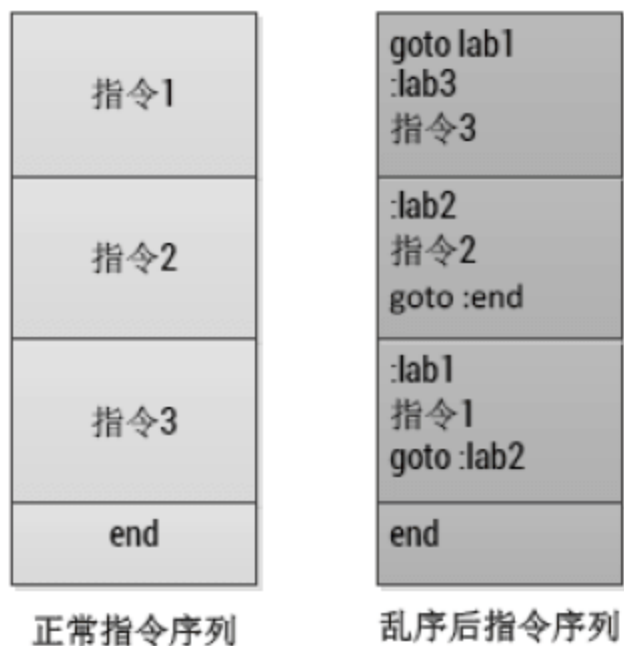 指令1
指令2
指令3
end
正常指令序列
goto lab1
:lab3
指令3
:lab2
指令2
goto :end
:lab1
指令1
goto :lab2
end
乱序后指令序列